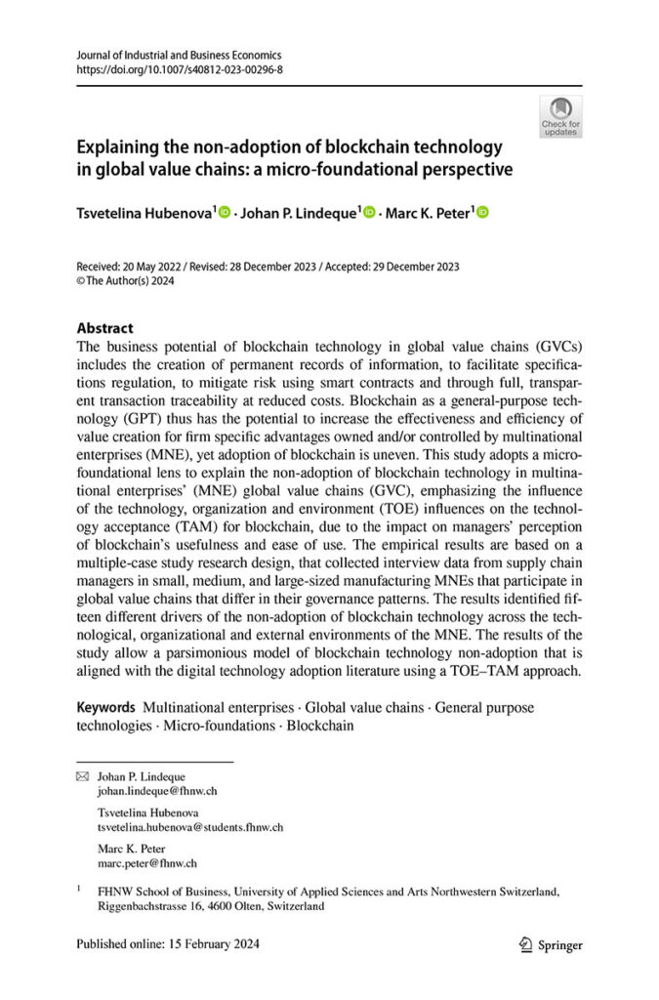 Journal of Industrial and Business Economics
https://doi.org/10.1007/s40812-023-00296-8
Check for
updates
Explaining the non-adoption of blockchain technology
in global value chains: a micro-foundational perspective
Tsvetelina Hubenova¹ · Johan P. Lindeque¹ · Marc K. Peter¹
Received: 20 May 2022 / Revised: 28 December 2023 / Accepted: 29 December 2023
© The Author(s) 2024
Abstract
The business potential of blockchain technology in global value chains (GVCs)
includes the creation of permanent records of information, to facilitate specifica-
tions regulation, to mitigate risk using smart contracts and through full, transpar-
ent transaction traceability at reduced costs. Blockchain as a general-purpose tech-
nology (GPT) thus has the potential to increase the effectiveness and efficiency of
value creation for firm specific advantages owned and/or controlled by multinational
enterprises (MNE), yet adoption of blockchain is uneven. This study adopts a micro-
foundational lens to explain the non-adoption of blockchain technology in multina-
tional enterprises’ (MNE) global value chains (GVC), emphasizing the influence
of the technology, organization and environment (TOE) influences on the technol-
ogy acceptance (TAM) for blockchain, due to the impact on managers’ perception
of blockchain’s usefulness and ease of use. The empirical results are based on a
multiple-case study research design, that collected interview data from supply chain
managers in small, medium, and large-sized manufacturing MNEs that participate in
global value chains that differ in their governance patterns. The results identified fif-
teen different drivers of the non-adoption of blockchain technology across the tech-
nological, organizational and external environments of the MNE. The results of the
study allow a parsimonious model of blockchain technology non-adoption that is
aligned with the digital technology adoption literature using a TOE–TAM approach.
Keywords Multinational enterprises · Global value chains · General purpose
technologies · Micro-foundations · Blockchain
Johan P. Lindeque
johan.lindeque@fhnw.ch
Tsvetelina Hubenova
tsvetelina.hubenova@students.fhnw.ch
Marc K. Peter
marc.peter@fhnw.ch
1 FHNW School of Business, University of Applied Sciences and Arts Northwestern Switzerland,
Riggenbachstrasse 16, 4600 Olten, Switzerland
Published online: 15 February 2024
Springer